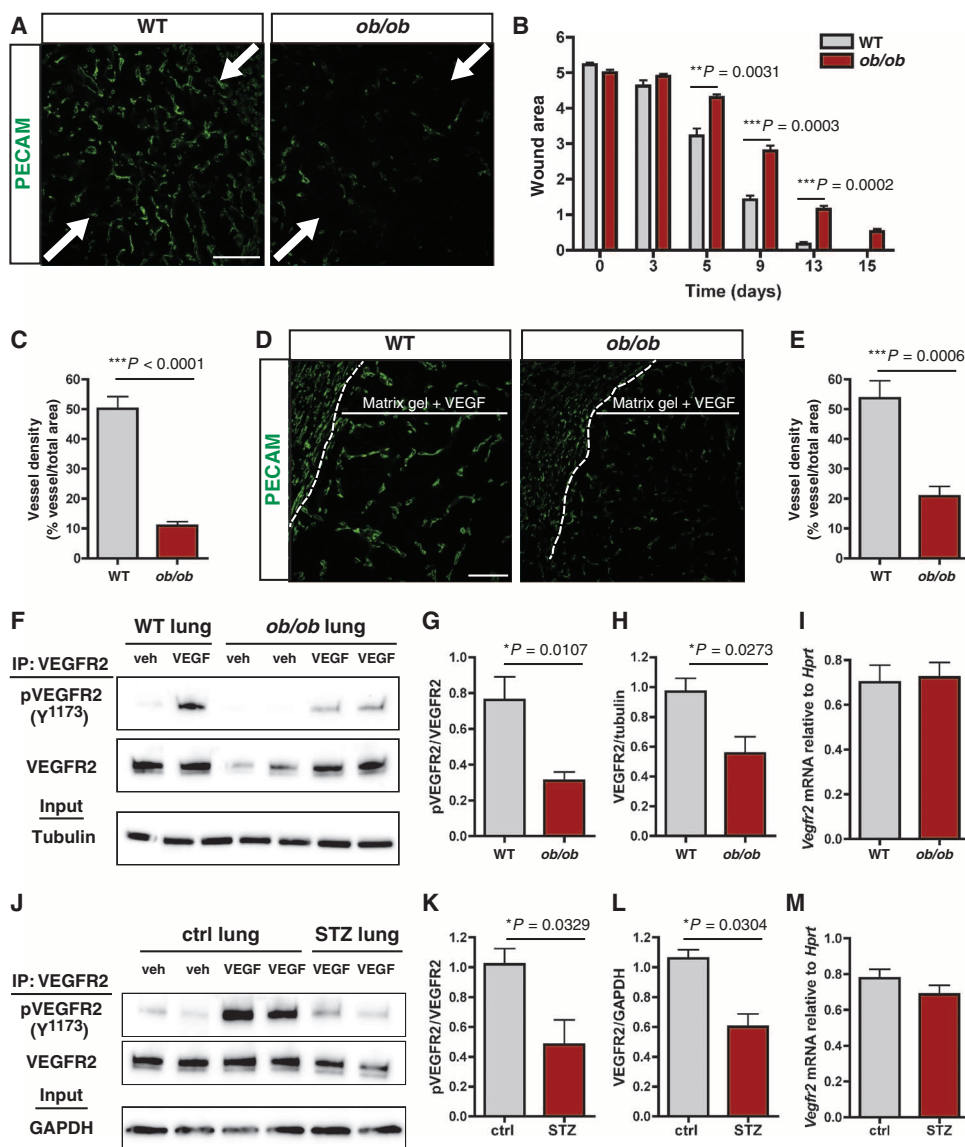 A
WT
ob/ob
PECAM
B
WT
ob/ob
**P = 0.0031
***P = 0.0003
***P = 0.0002
Wound area
6
5
4
3
2
1
0
0 3 5 9 13 15
Time (days)
C
***P < 0.0001
Vessel density
(% vessel/total area)
60
50
40
30
20
10
0
WT ob/ob
D
WT
ob/ob
PECAM
Matrix gel + VEGF
Matrix gel + VEGF
E
***P = 0.0006
Vessel density
(% vessel/total area)
60
50
40
30
20
10
0
WT ob/ob
F
WT lung
ob/ob lung
IP: VEGFR2
veh VEGF veh veh VEGF VEGF
pVEGFR2
(Y1173)
VEGFR2
Input
Tubulin
G
*P = 0.0107
pVEGFR2/VEGFR2
1.0
0.8
0.6
0.4
0.2
0.0
WT ob/ob
H
*P = 0.0273
VEGFR2/tubulin
1.2
1.0
0.8
0.6
0.4
0.2
0.0
WT ob/ob
I
Vegfr2 mRNA relative to Hprt
1.0
0.8
0.6
0.4
0.2
0.0
WT ob/ob
J
ctrl lung
STZ lung
IP: VEGFR2
veh veh VEGF VEGF VEGF VEGF
pVEGFR2
(Y1173)
VEGFR2
Input
GAPDH
K
*P = 0.0329
pVEGFR2/VEGFR2
1.2
1.0
0.8
0.6
0.4
0.2
0.0
ctrl STZ
L
*P = 0.0304
VEGFR2/GAPDH
1.2
1.0
0.8
0.6
0.4
0.2
0.0
ctrl STZ
M
Vegfr2 mRNA relative to Hprt
1.0
0.8
0.6
0.4
0.2
0.0
ctrl STZ